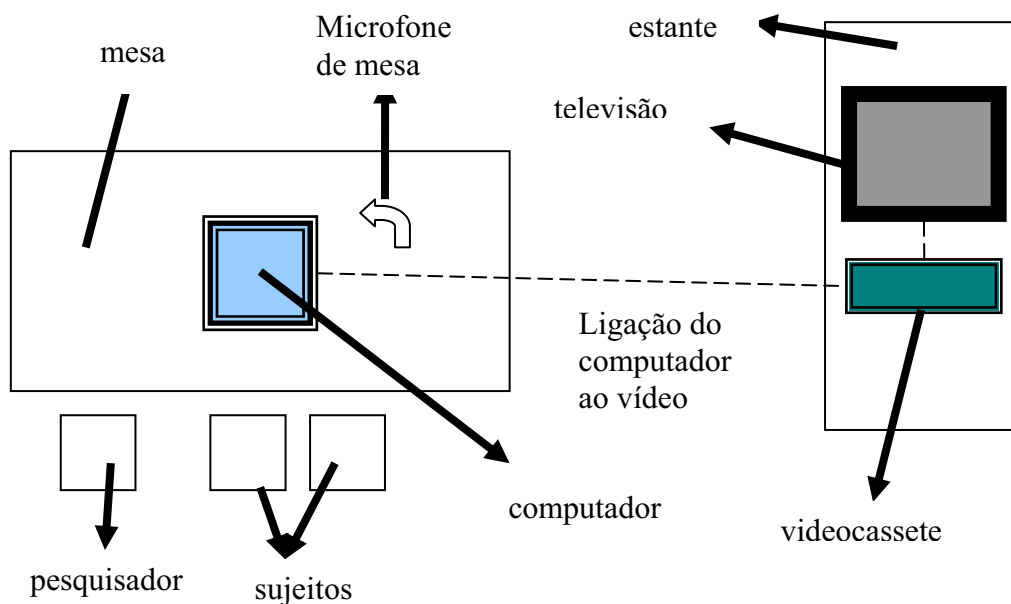 mesa
Microfone
de mesa
estante
televisão
Ligação do
computador
ao vídeo
computador
videocassete
pesquisador
sujeitos